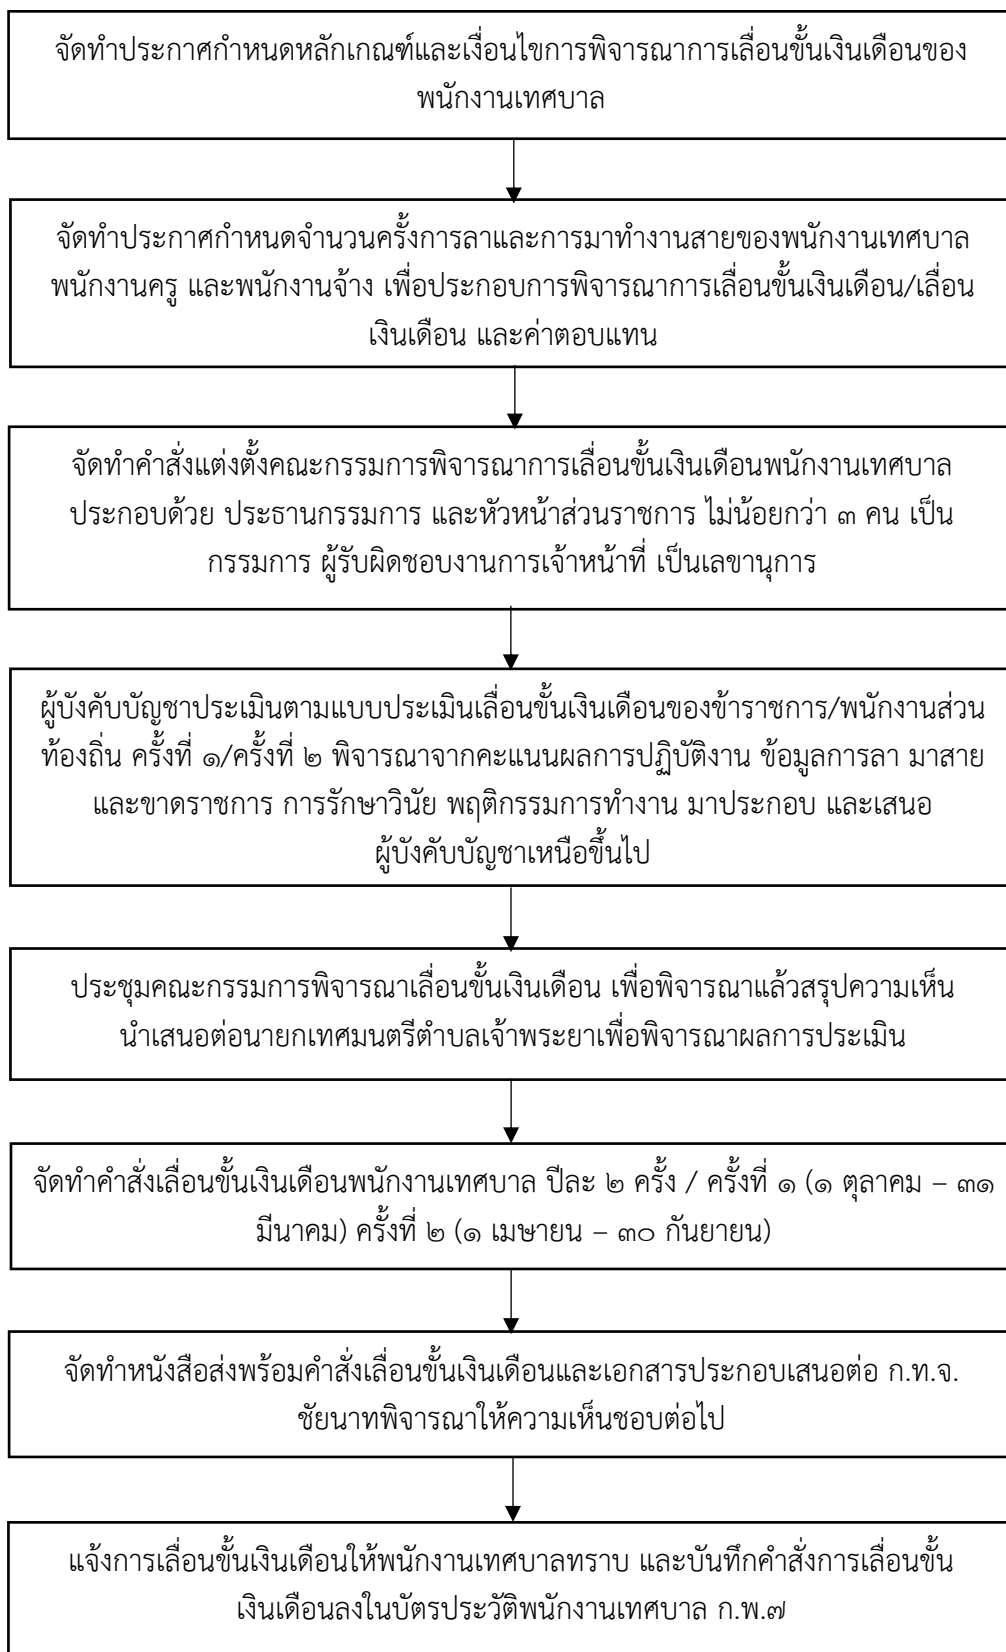 จัดทำประกาศกำหนดหลักเกณฑ์และเงื่อนไขการพิจารณาการเลื่อนขั้นเงินเดือนของ
พนักงานเทศบาล
จัดทำประกาศกำหนดจำนวนครั้งการลาและการมาทำงานสายของพนักงานเทศบาล
พนักงานครู และพนักงานจ้าง เพื่อประกอบการพิจารณาการเลื่อนขั้นเงินเดือน/เลื่อน
เงินเดือน และค่าตอบแทน
จัดทำคำสั่งแต่งตั้งคณะกรรมการพิจารณาการเลื่อนขั้นเงินเดือนพนักงานเทศบาล
ประกอบด้วย ประธานกรรมการ และหัวหน้าส่วนราชการ ไม่น้อยกว่า ๓ คน เป็น
กรรมการ ผู้รับผิดชอบงานการเจ้าหน้าที่ เป็นเลขานุการ
ผู้บังคับบัญชาประเมินตามแบบประเมินเลื่อนขั้นเงินเดือนของข้าราชการ/พนักงานส่วน
ท้องถิ่น ครั้งที่ ๑/ครั้งที่ ๒ พิจารณาจากคะแนนผลการปฏิบัติงาน ข้อมูลการลา มาสาย
และขาดราชการ การรักษาวินัย พฤติกรรมการทำงาน มาประกอบ และเสนอ
ผู้บังคับบัญชาเหนือขึ้นไป
ประชุมคณะกรรมการพิจารณาเลื่อนขั้นเงินเดือน เพื่อพิจารณาแล้วสรุปความเห็น
นำเสนอต่อนายกเทศมนตรีตำบลเจ้าพระยาเพื่อพิจารณาผลการประเมิน
จัดทำคำสั่งเลื่อนขั้นเงินเดือนพนักงานเทศบาล ปีละ ๒ ครั้ง / ครั้งที่ ๑ (๑ ตุลาคม – ๓๑
มีนาคม) ครั้งที่ ๒ (๑ เมษายน – ๓๐ กันยายน)
จัดทำหนังสือส่งพร้อมคำสั่งเลื่อนขั้นเงินเดือนและเอกสารประกอบเสนอต่อ ก.ท.จ.
ชัยนาทพิจารณาให้ความเห็นชอบต่อไป
แจ้งการเลื่อนขั้นเงินเดือนให้พนักงานเทศบาลทราบ และบันทึกคำสั่งการเลื่อนขั้น
เงินเดือนลงในบัตรประวัติพนักงานเทศบาล ก.พ.๗